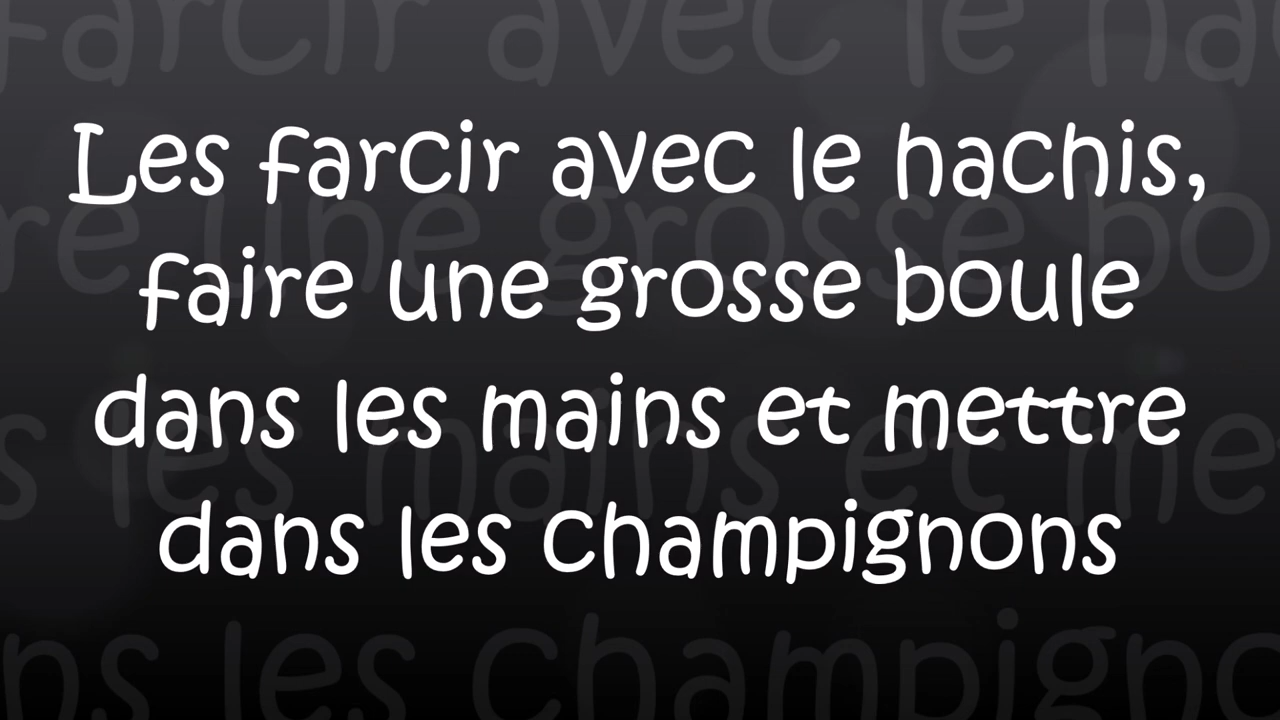 Les farcir avec le hachis,
faire une grosse boule
dans les mains et mettre
dans les champignons